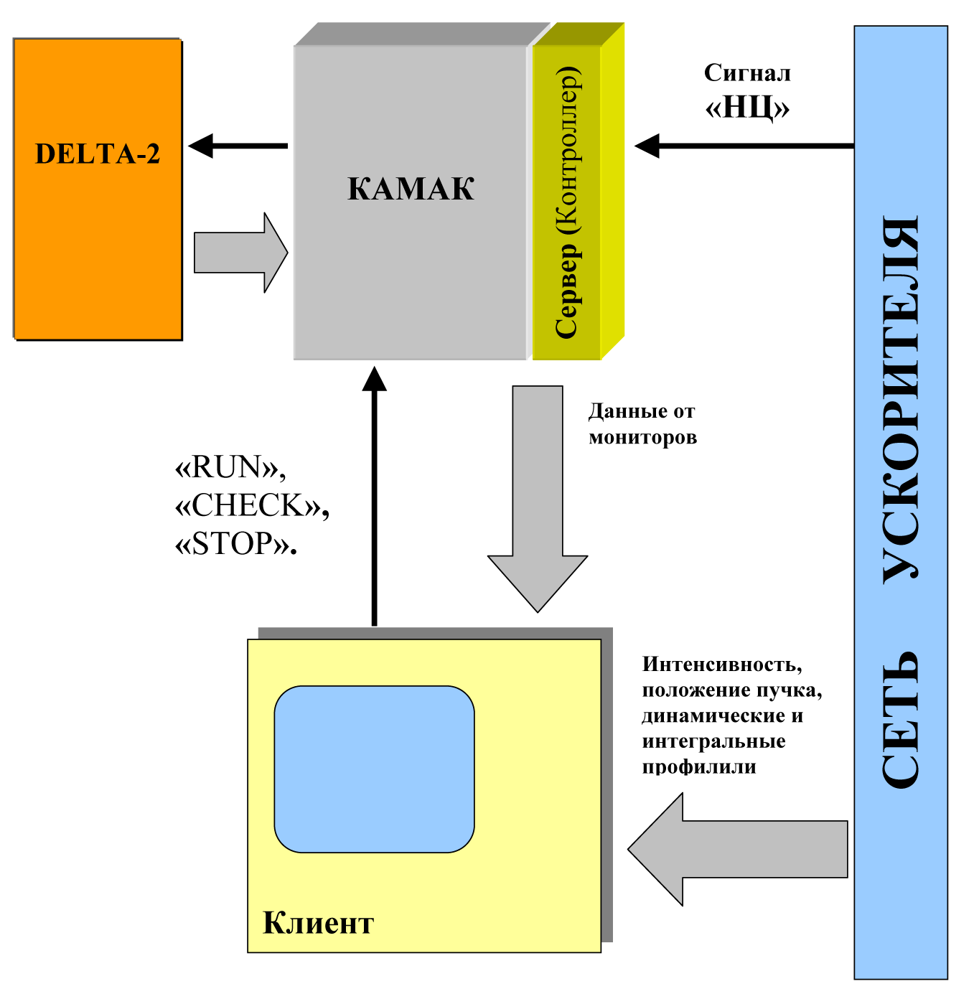 DELTA-2
КАМАК
Сервер (Контроллер)
Сигнал
«НЦ»
СЕТЬ УСКОРИТЕЛЯ
Данные от
мониторов
«RUN»,
«CHECK»,
«STOP».
Интенсивность,
положение пучка,
динамические и
интегральные
профилили
Клиент